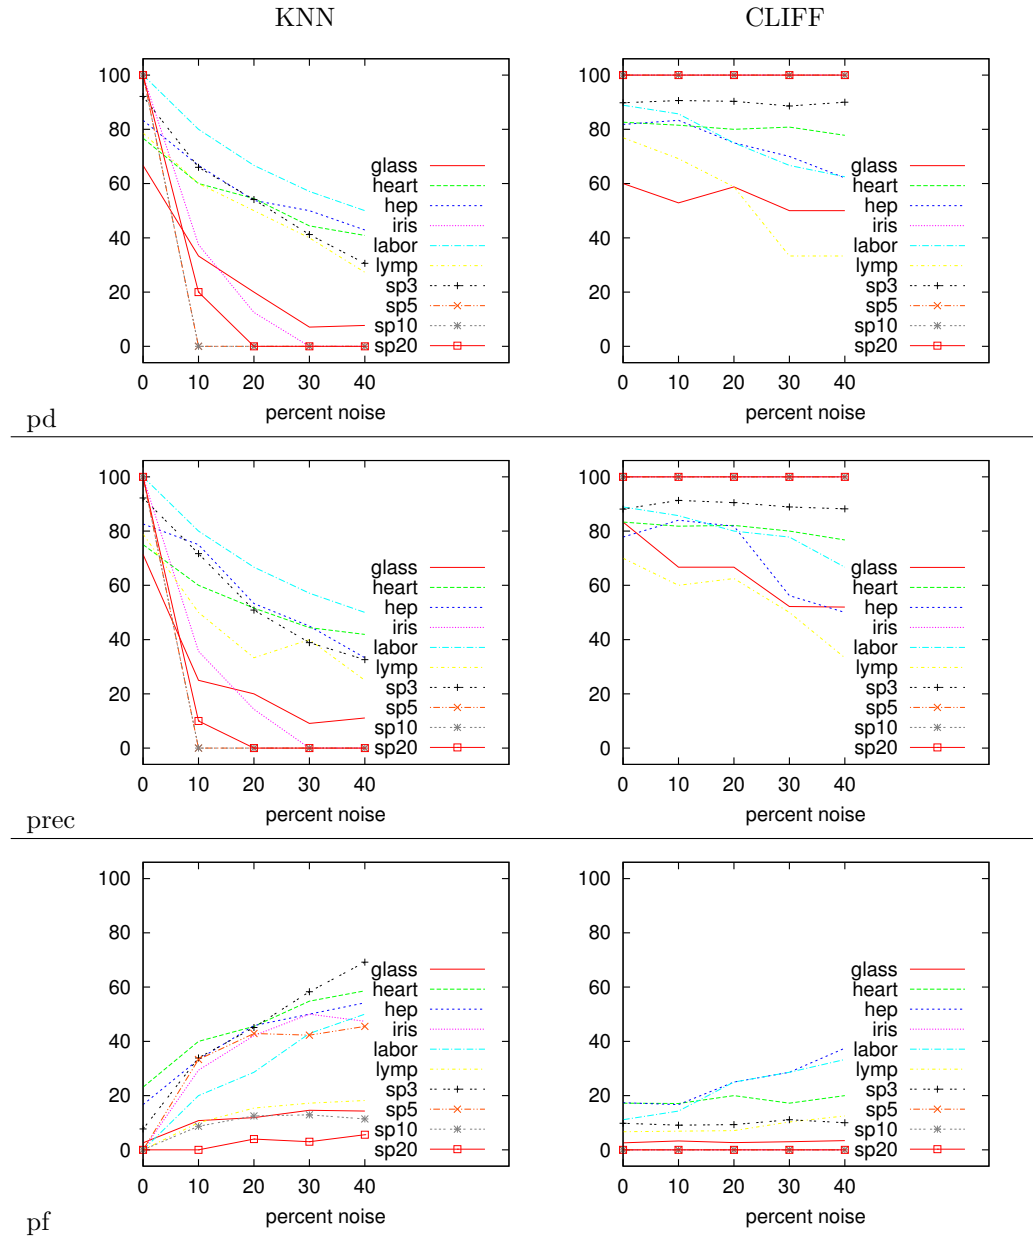 KNN CLIFF
100
80
60
40
20
0
glass
heart
hep
iris
labor
lymp
sp3
sp5
sp10
sp20
0 10 20 30 40
percent noise
100
80
60
40
20
0
glass
heart
hep
iris
labor
lymp
sp3
sp5
sp10
sp20
0 10 20 30 40
percent noise
pd
100
80
60
40
20
0
glass
heart
hep
iris
labor
lymp
sp3
sp5
sp10
sp20
0 10 20 30 40
percent noise
100
80
60
40
20
0
glass
heart
hep
iris
labor
lymp
sp3
sp5
sp10
sp20
0 10 20 30 40
percent noise
prec
100
80
60
40
20
0
glass
heart
hep
iris
labor
lymp
sp3
sp5
sp10
sp20
0 10 20 30 40
percent noise
100
80
60
40
20
0
glass
heart
hep
iris
labor
lymp
sp3
sp5
sp10
sp20
0 10 20 30 40
percent noise
pf